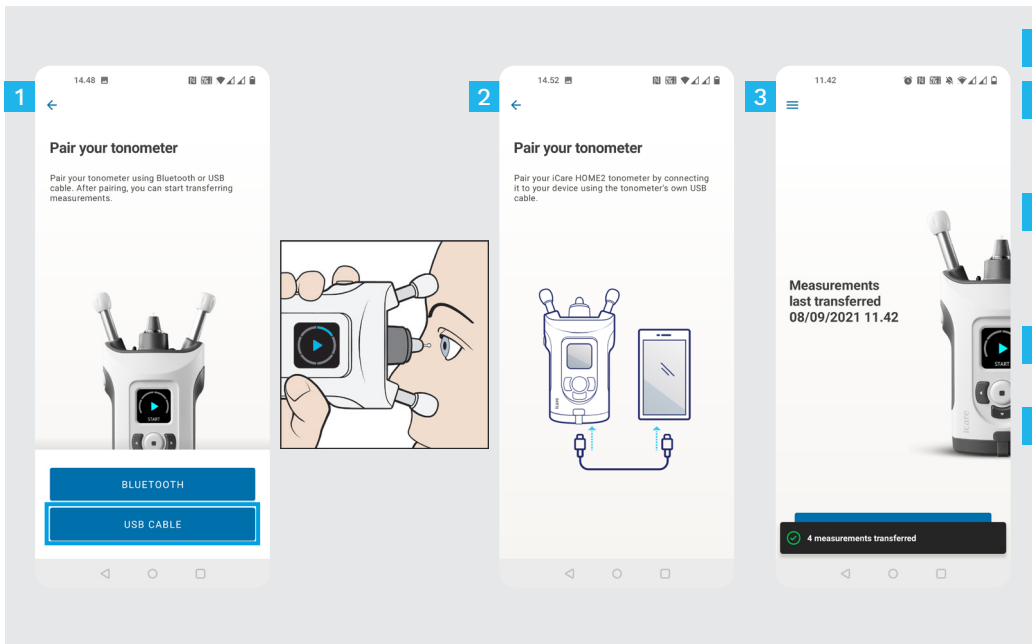 1
14.48
Pair your tonometer
Pair your tonometer using Bluetooth or USB
cable. After pairing, you can start transferring
measurements.
START
BLUETOOTH
USB CABLE
2
14.52
Pair your tonometer
Pair your iCare HOME2 tonometer by connecting
it to your device using the tonometer's own USB
cable.
icare
3
11.42
Measurements
last transferred
08/09/2021 11.42
START
icare
4 measurements transferred